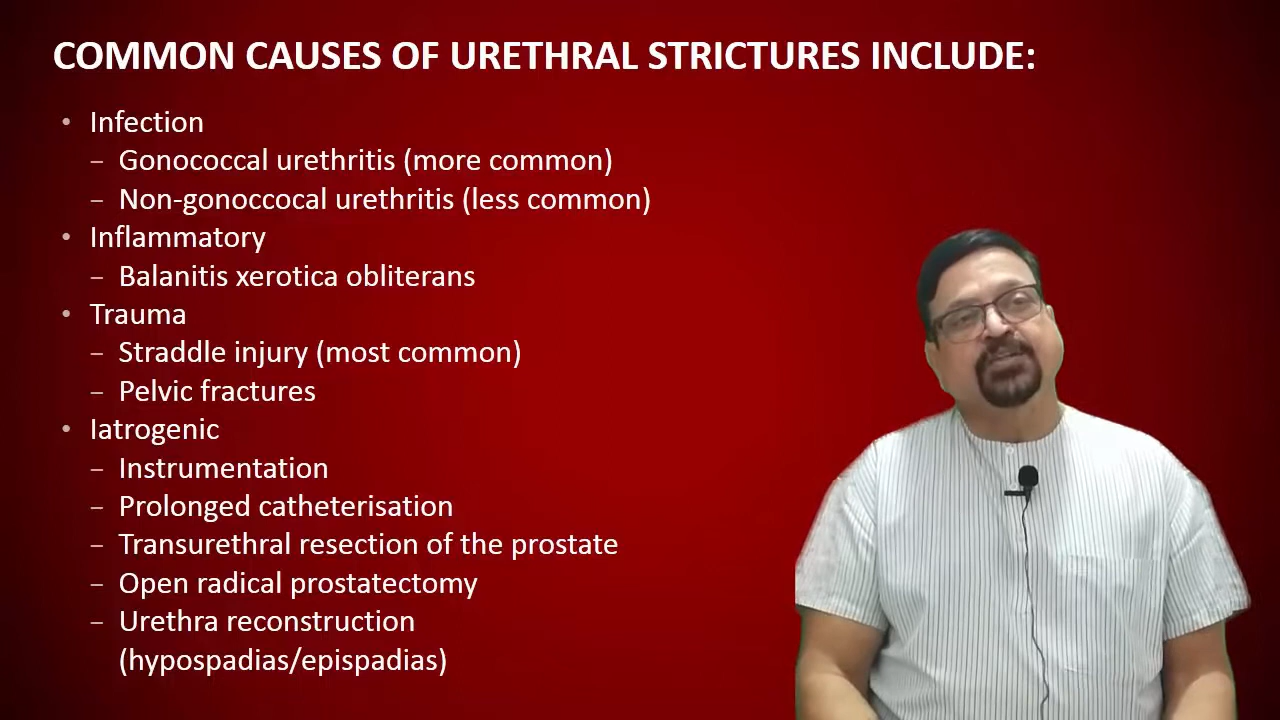 COMMON CAUSES OF URETHRAL STRICTURES INCLUDE:
• Infection
– Gonococcal urethritis (more common)
– Non-gonoccocal urethritis (less common)
• Inflammatory
– Balanitis xerotica obliterans
• Trauma
– Straddle injury (most common)
– Pelvic fractures
• Iatrogenic
– Instrumentation
– Prolonged catheterisation
– Transurethral resection of the prostate
– Open radical prostatectomy
– Urethra reconstruction
(hypospadias/epispadias)